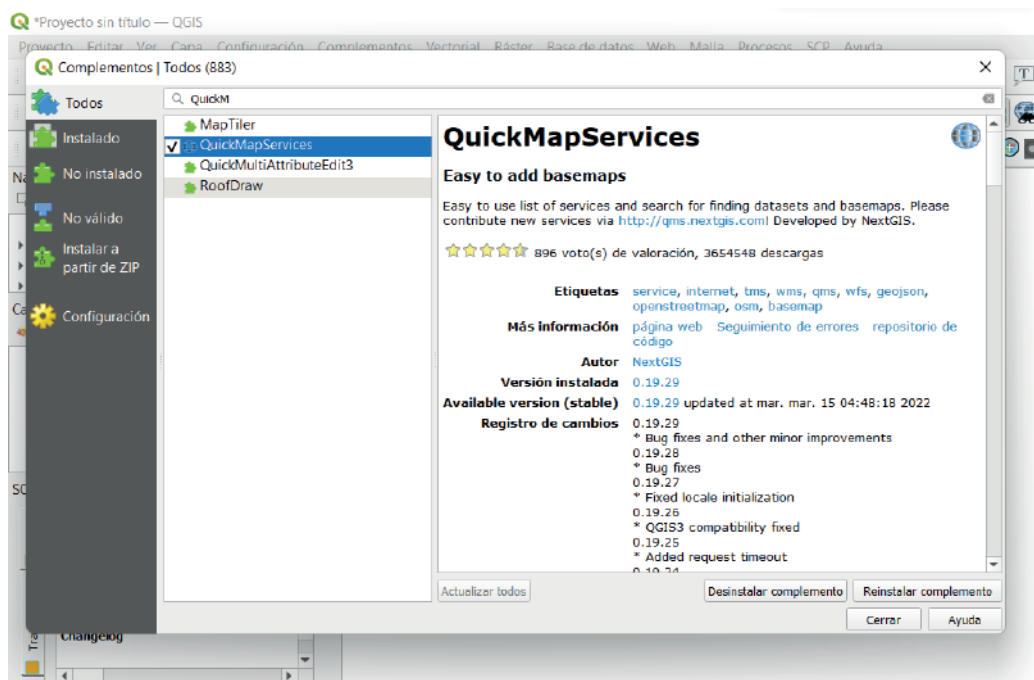 *Proyecto sin título — QGIS
Proyecto Editar Ver Capa Configuración Complementos Vectorial Ráster Base de datos Web Malla Procesos SCP Ayuda
Complementos | Todos (883)
Todos
QuickM
Instalado
No instalado
No válido
Instalar a
partir de ZIP
Configuración
MapTiler
QuickMapServices
QuickMultiAttributeEdit3
RoofDraw
QuickMapServices
Easy to add basemaps
Easy to use list of services and search for finding datasets and basemaps. Please
contribute new services via http://qms.nextgis.com! Developed by NextGIS.
896 voto(s) de valoración, 3654548 descargas
Etiquetas service, internet, tms, wms, qms, wfs, geojson,
openstreetmap, osm, basemap
Más información página web Seguimiento de errores repositorio de
código
Autor NextGIS
Versión instalada 0.19.29
Available version (stable) 0.19.29 updated at mar. mar. 15 04:48:18 2022
Registro de cambios 0.19.29
* Bug fixes and other minor improvements
0.19.28
* Bug fixes
0.19.27
* Fixed locale initialization
0.19.26
* QGIS3 compatibility fixed
0.19.25
* Added request timeout
0.19.24
Actualizar todos
Desinstalar complemento
Reinstalar complemento
Cerrar
Ayuda
Changelog